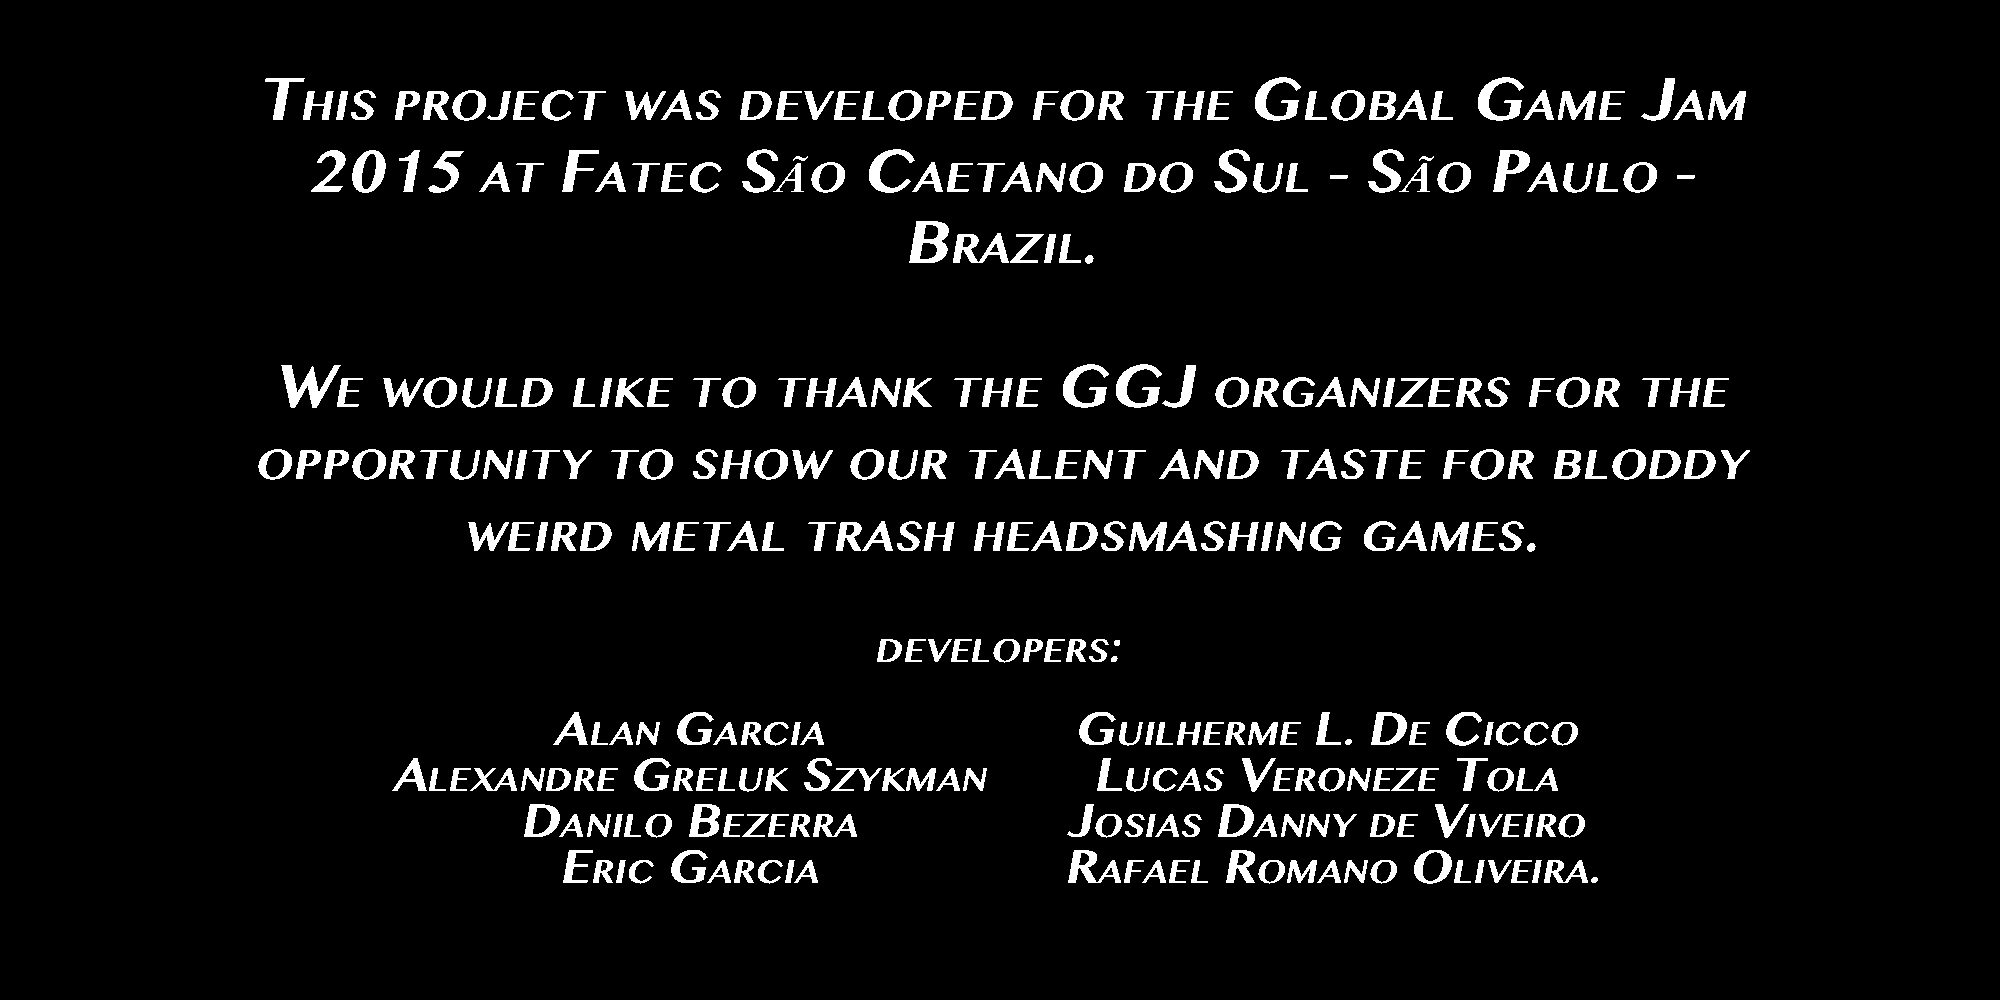 This project was developed for the Global Game Jam
2015 at Fatec São Caetano do Sul - São Paulo -
Brazil.
We would like to thank the GGJ organizers for the
opportunity to show our talent and taste for bloddy
weird metal trash headsmashing games.
developers:
Alan Garcia
Alexandre Greluk Szykman
Danilo Bezerra
Eric Garcia
Guilherme L. De Cicco
Lucas Veroneze Tola
Josias Danny de Viveiro
Rafael Romano Oliveira.